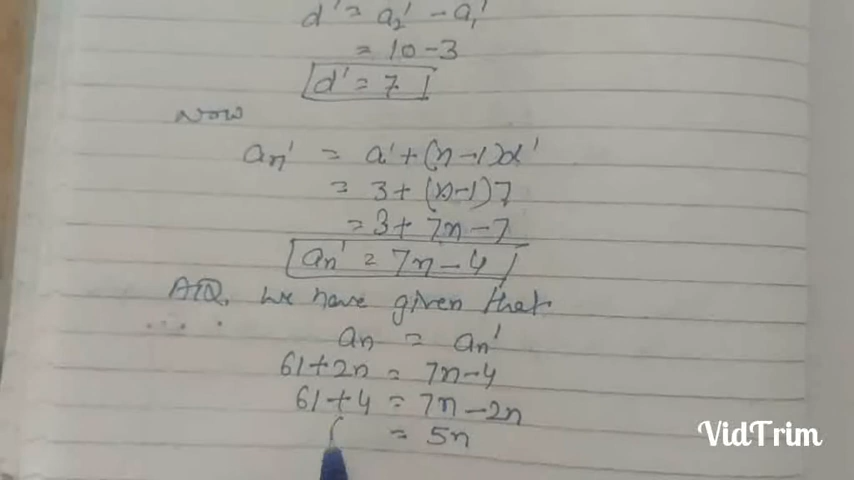 d' = a₂' - a₁'
= 10 - 3
d' = 7
Now
an' = a' + (n-1)d'
= 3 + (n-1)7
= 3 + 7n - 7
an' = 7n - 4
ATQ, we have given that
an = an'
61 + 2n = 7n - 4
61 + 4 = 7n - 2n
= 5n
VidTrim